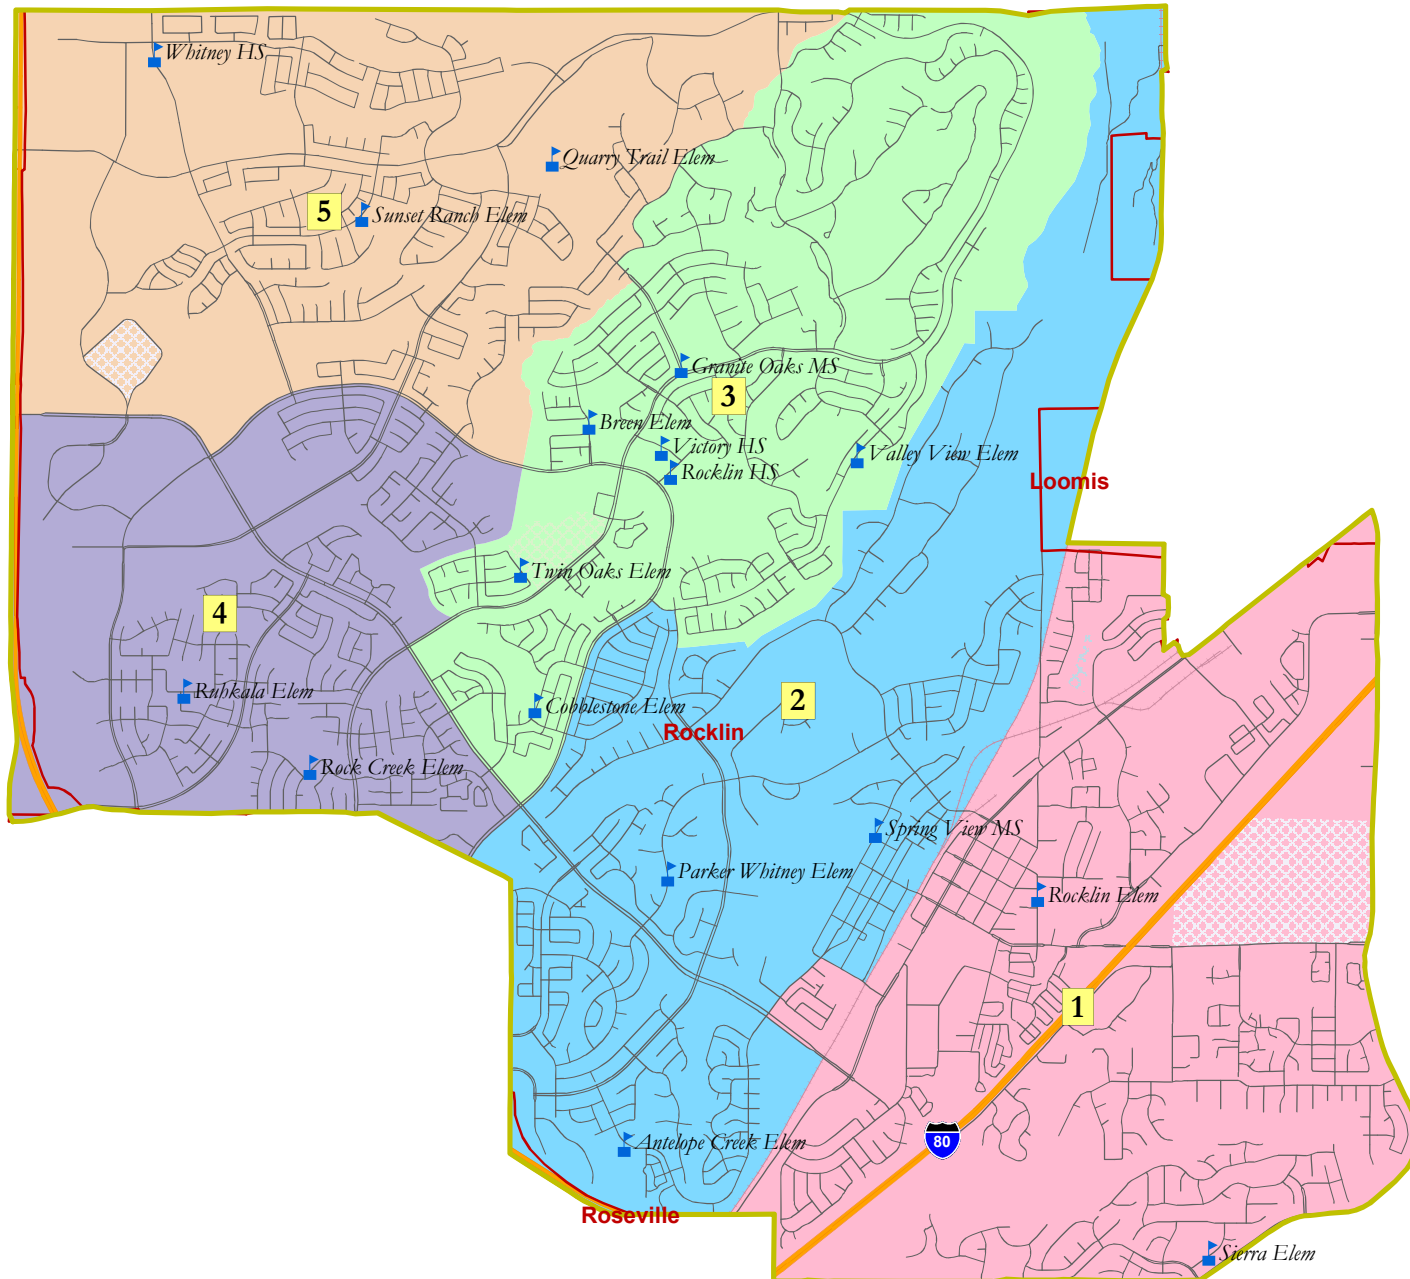 Whitney HS
Quarry Trail Elem
5
Sunset Ranch Elem
Granite Oaks MS
3
Breen Elem
Victory HS
Valley View Elem
Rocklin HS
Loomis
Twin Oaks Elem
4
Ruhkala Elem
2
Cobblestone Elem
Rocklin
Rock Creek Elem
Spring View MS
Parker Whitney Elem
Rocklin Elem
1
80
Antelope Creek Elem
Roseville
Sierra Elem